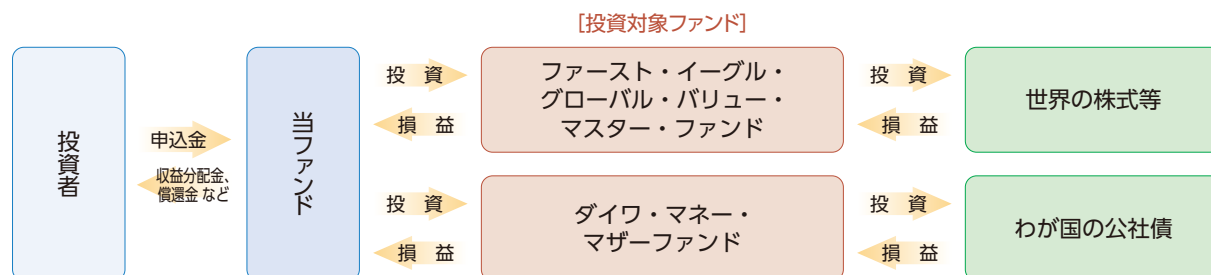 [投資対象ファンド]
投資者
申込金
収益分配金、
償還金 など
当ファンド
投 資
損 益
ファースト・イーグル・
グローバル・バリュー・
マスター・ファンド
投 資
損 益
世界の株式等
投 資
損 益
ダイワ・マネー・
マザーファンド
投 資
損 益
わが国の公社債